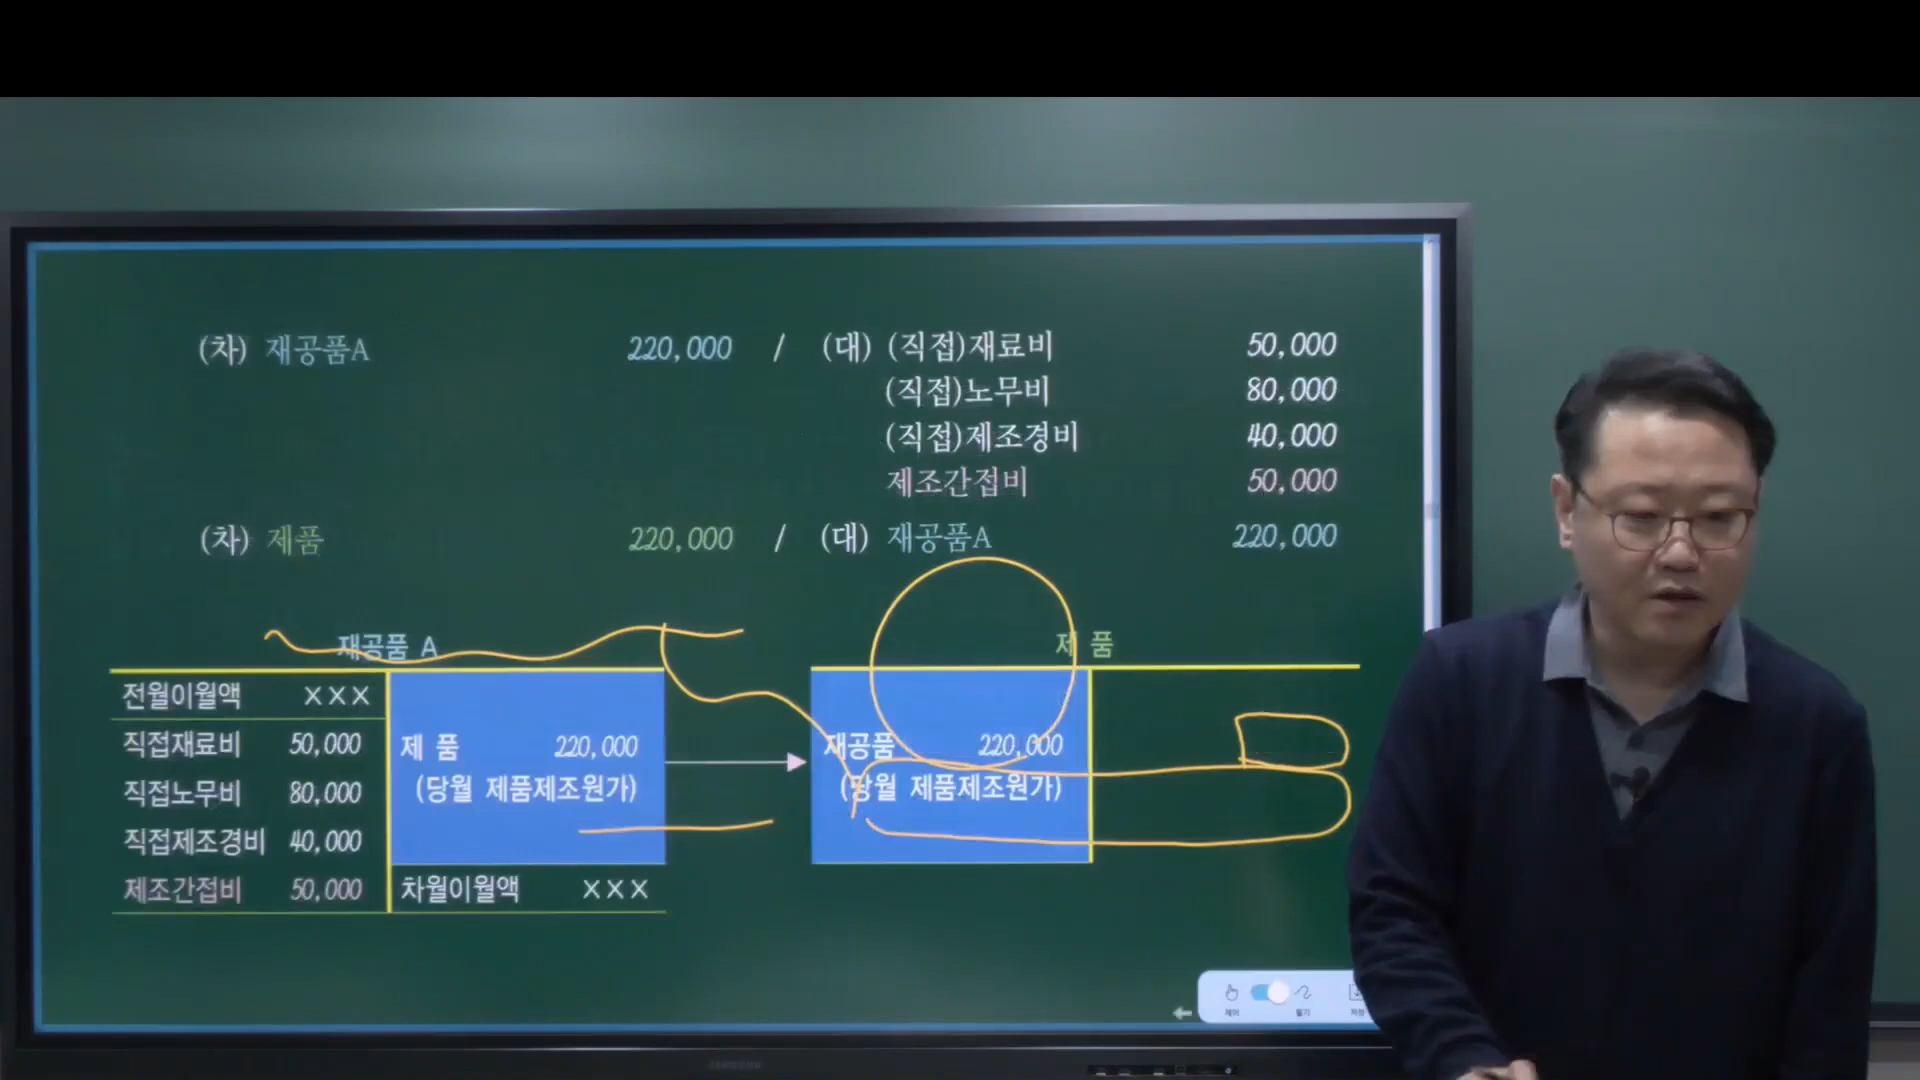 (차) 재공품A 220,000 / (대) (직접)재료비 50,000
(직접)노무비 80,000
(직접)제조경비 40,000
제조간접비 50,000
(차) 제품 220,000 / (대) 재공품A 220,000
재공품 A
전월이월액 ×××
직접재료비 50,000
직접노무비 80,000
직접제조경비 40,000
제조간접비 50,000
제 품 220,000
(당월 제품제조원가)
차월이월액 ×××
제 품
재공품 220,000
(당월 제품제조원가)
제어 필기
SAMSUNG